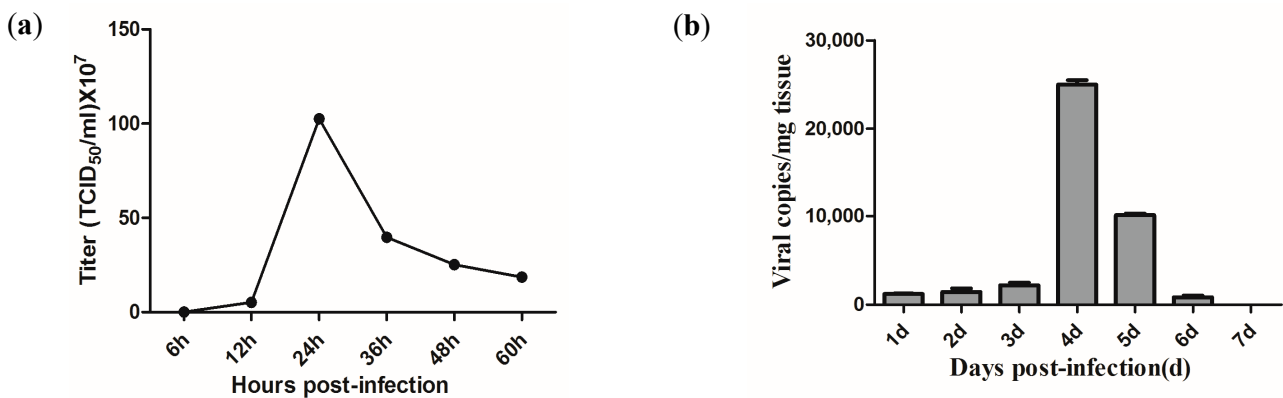 (a)
Titer (TCID50/ml)X10^7
150
100
50
0
6h
12h
24h
36h
48h
60h
Hours post-infection
(b)
Viral copies/mg tissue
30,000
20,000
10,000
0
1d
2d
3d
4d
5d
6d
7d
Days post-infection(d)